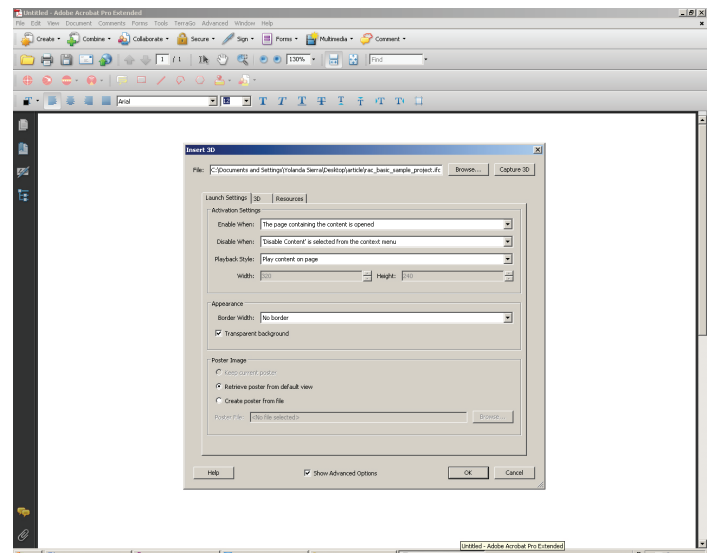 Untitled - Adobe Acrobat Pro Extended
File Edit View Document Comments Forms Tools TerraGo Advanced Window Help
Create Combine Collaborate Secure Sign Forms Multimedia Comment
1 / 1 130% Find
Arial 12 T T T T T T T T
Insert 3D
File: C:\Documents and Settings\Yolanda Sierra\Desktop\article\rac_basic_sample_project.ifc Browse... Capture 3D
Launch Settings 3D Resources
Activation Settings
Enable When: The page containing the content is opened
Disable When: 'Disable Content' is selected from the context menu
Playback Style: Play content on page
Width: 320 Height: 240
Appearance
Border Width: No border
Transparent background
Poster Image
Keep current poster
Retrieve poster from default view
Create poster from file
Poster File: <No file selected> Browse...
Help Show Advanced Options OK Cancel
Untitled - Adobe Acrobat Pro Extended